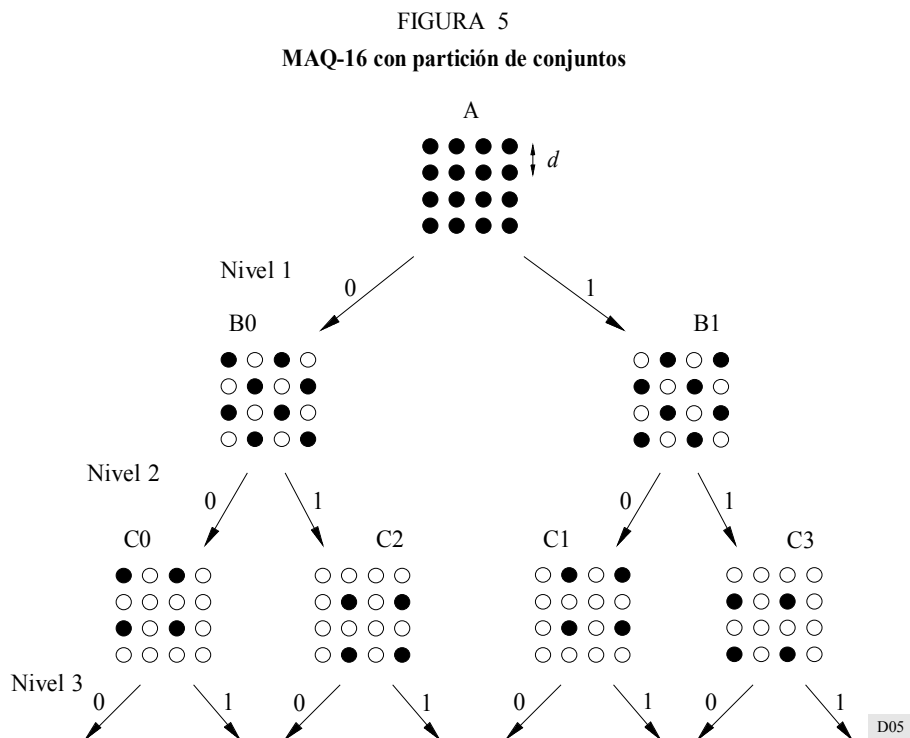 FIGURA 5
MAQ-16 con partición de conjuntos
A
d
Nivel 1
0
1
B0
B1
Nivel 2
0
1
0
1
C0
C2
C1
C3
Nivel 3
0
1
0
1
0
1
0
1
D05